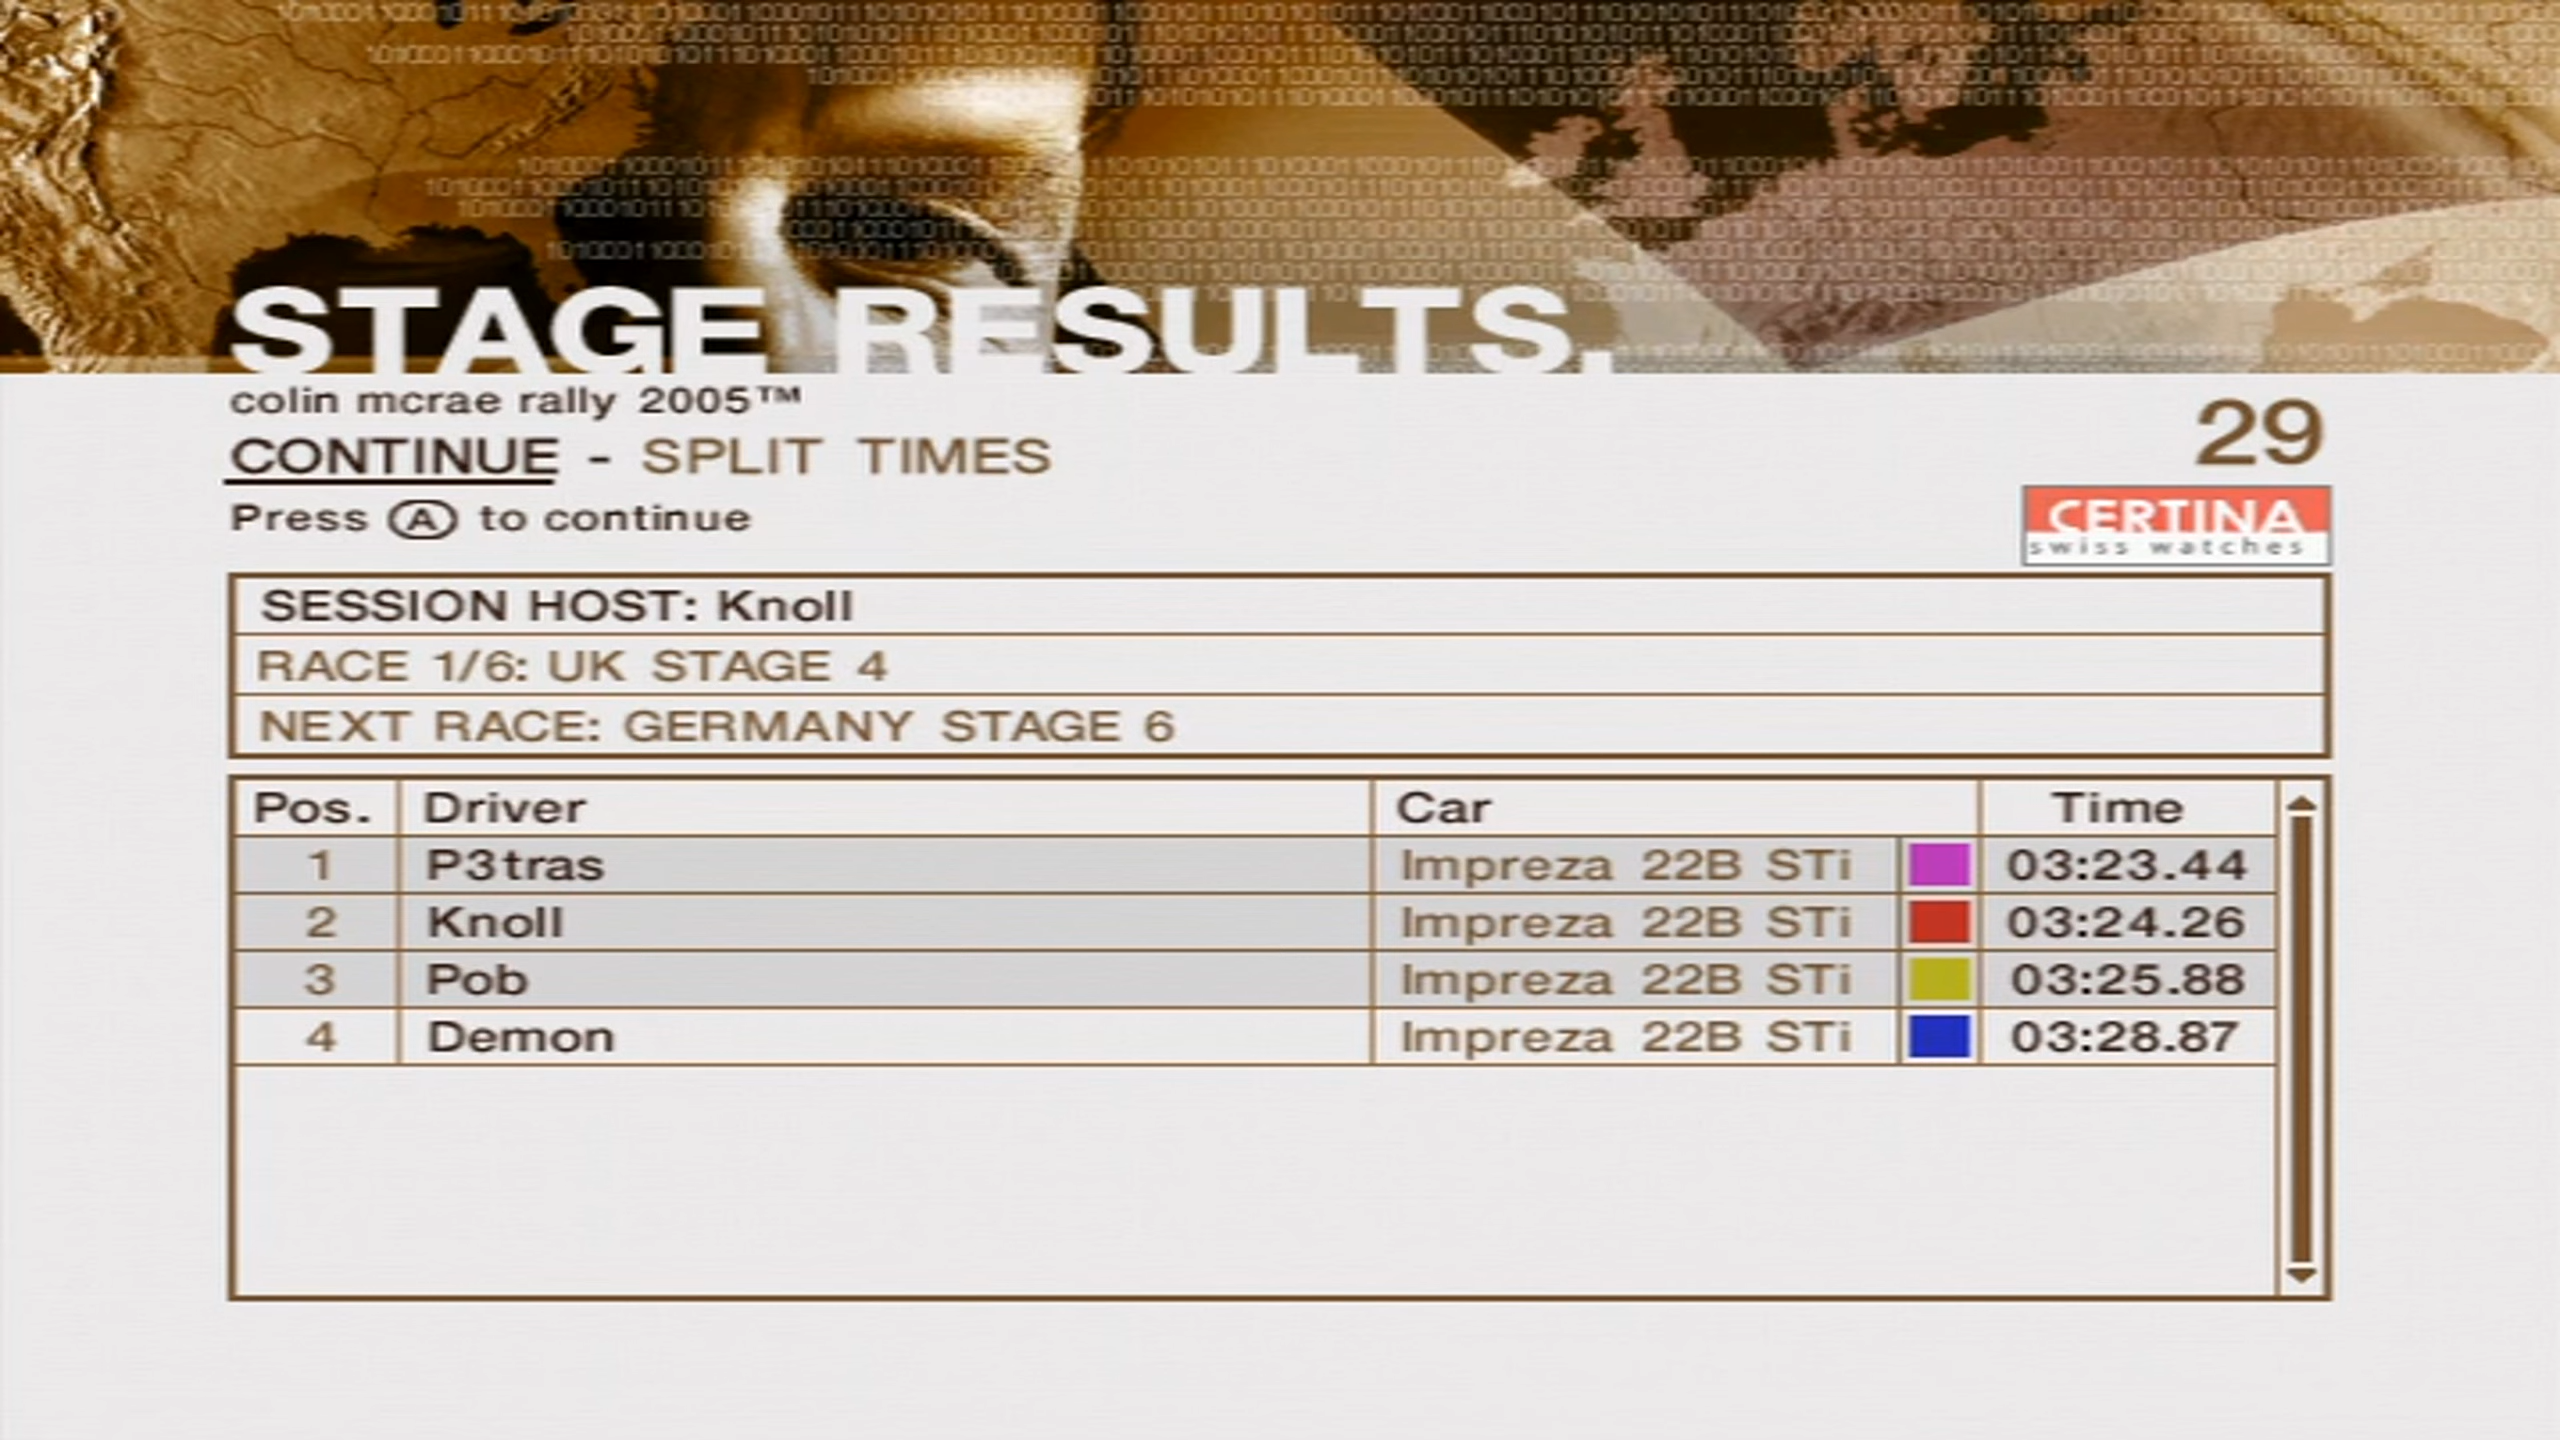 STAGE RESULTS.
colin mcrae rally 2005™
29
CONTINUE - SPLIT TIMES
Press Ⓐ to continue
CERTINA
swiss watches
SESSION HOST: Knoll
RACE 1/6: UK STAGE 4
NEXT RACE: GERMANY STAGE 6
Pos. Driver Car Time
1 P3tras Impreza 22B STi 03:23.44
2 Knoll Impreza 22B STi 03:24.26
3 Pob Impreza 22B STi 03:25.88
4 Demon Impreza 22B STi 03:28.87